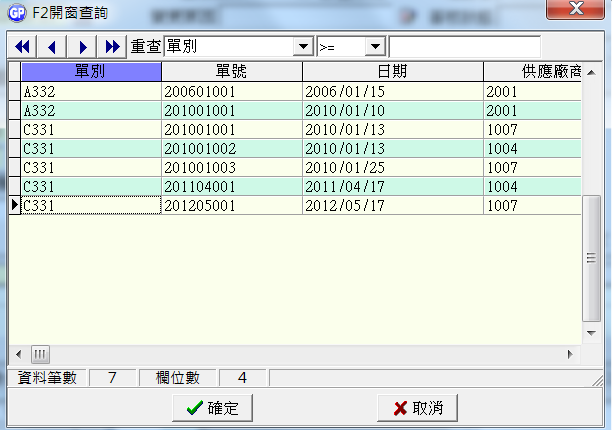 GP F2開窗查詢
重查 單別 >=
單別 單號 日期 供應廠商
A332 200601001 2006/01/15 2001
A332 201001001 2010/01/10 2001
C331 201001001 2010/01/13 1007
C331 201001002 2010/01/13 1004
C331 201001003 2010/01/25 1007
C331 201104001 2011/04/17 1004
C331 201205001 2012/05/17 1007
資料筆數 7 欄位數 4
確定 取消